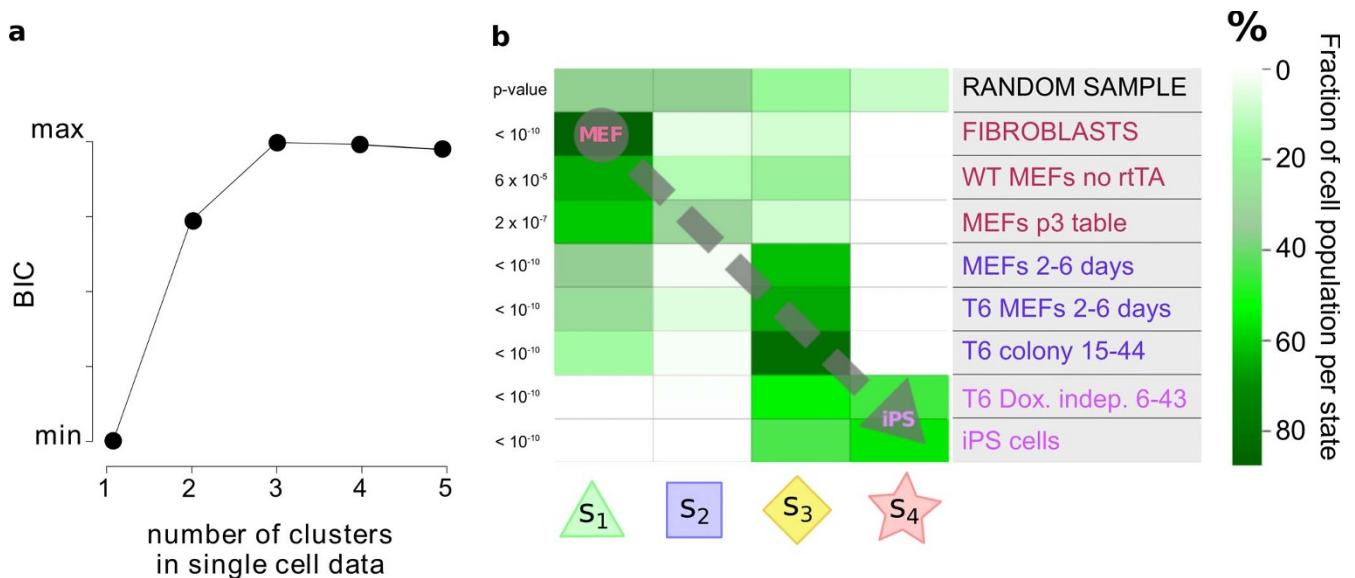 a
max
BIC
min
1 2 3 4 5
number of clusters
in single cell data
b
p-value RANDOM SAMPLE
< 10⁻¹⁰ MEF FIBROBLASTS
6 x 10⁻⁵ WT MEFs no rtTA
2 x 10⁻⁷ MEFs p3 table
< 10⁻¹⁰ MEFs 2-6 days
< 10⁻¹⁰ T6 MEFs 2-6 days
< 10⁻¹⁰ T6 colony 15-44
< 10⁻¹⁰ T6 Dox. indep. 6-43
< 10⁻¹⁰ iPS iPS cells
S₁ S₂ S₃ S₄
%
0
20
40
60
80
Fraction of cell population per state